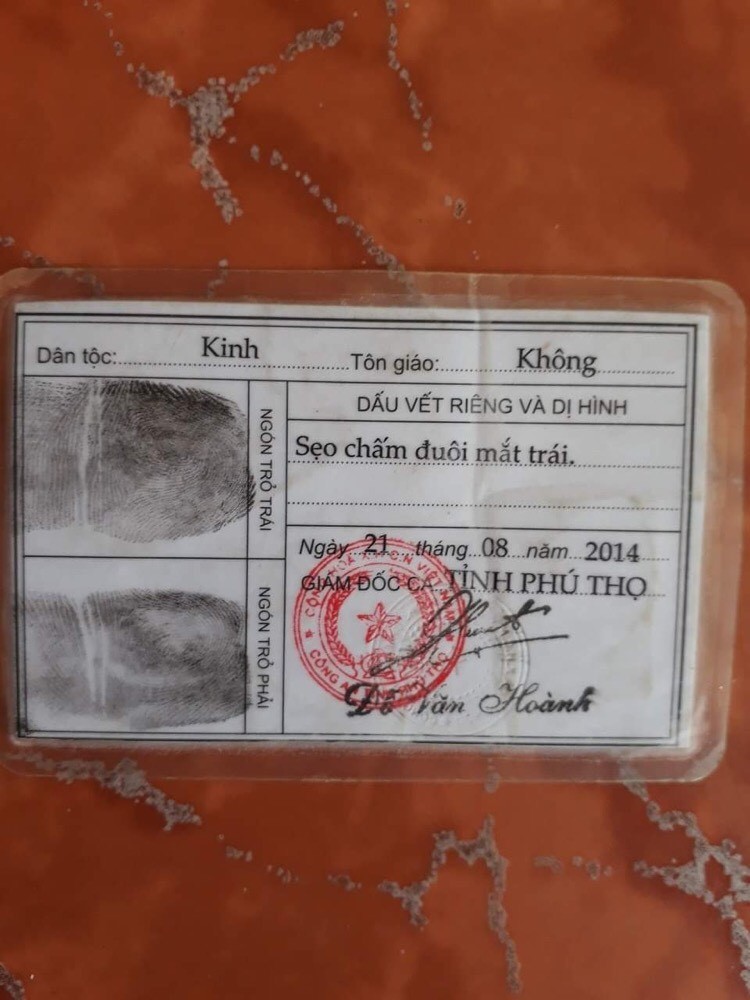 Dân tộc: Kinh Tôn giáo: Không
NGÓN TRỎ TRÁI
DẤU VẾT RIÊNG VÀ DỊ HÌNH
Sẹo chấm đuôi mắt trái.
NGÓN TRỎ PHẢI
Ngày 21 tháng 08 năm 2014
GIÁM ĐỐC CA TỈNH PHÚ THỌ
Đỗ Văn Hoành